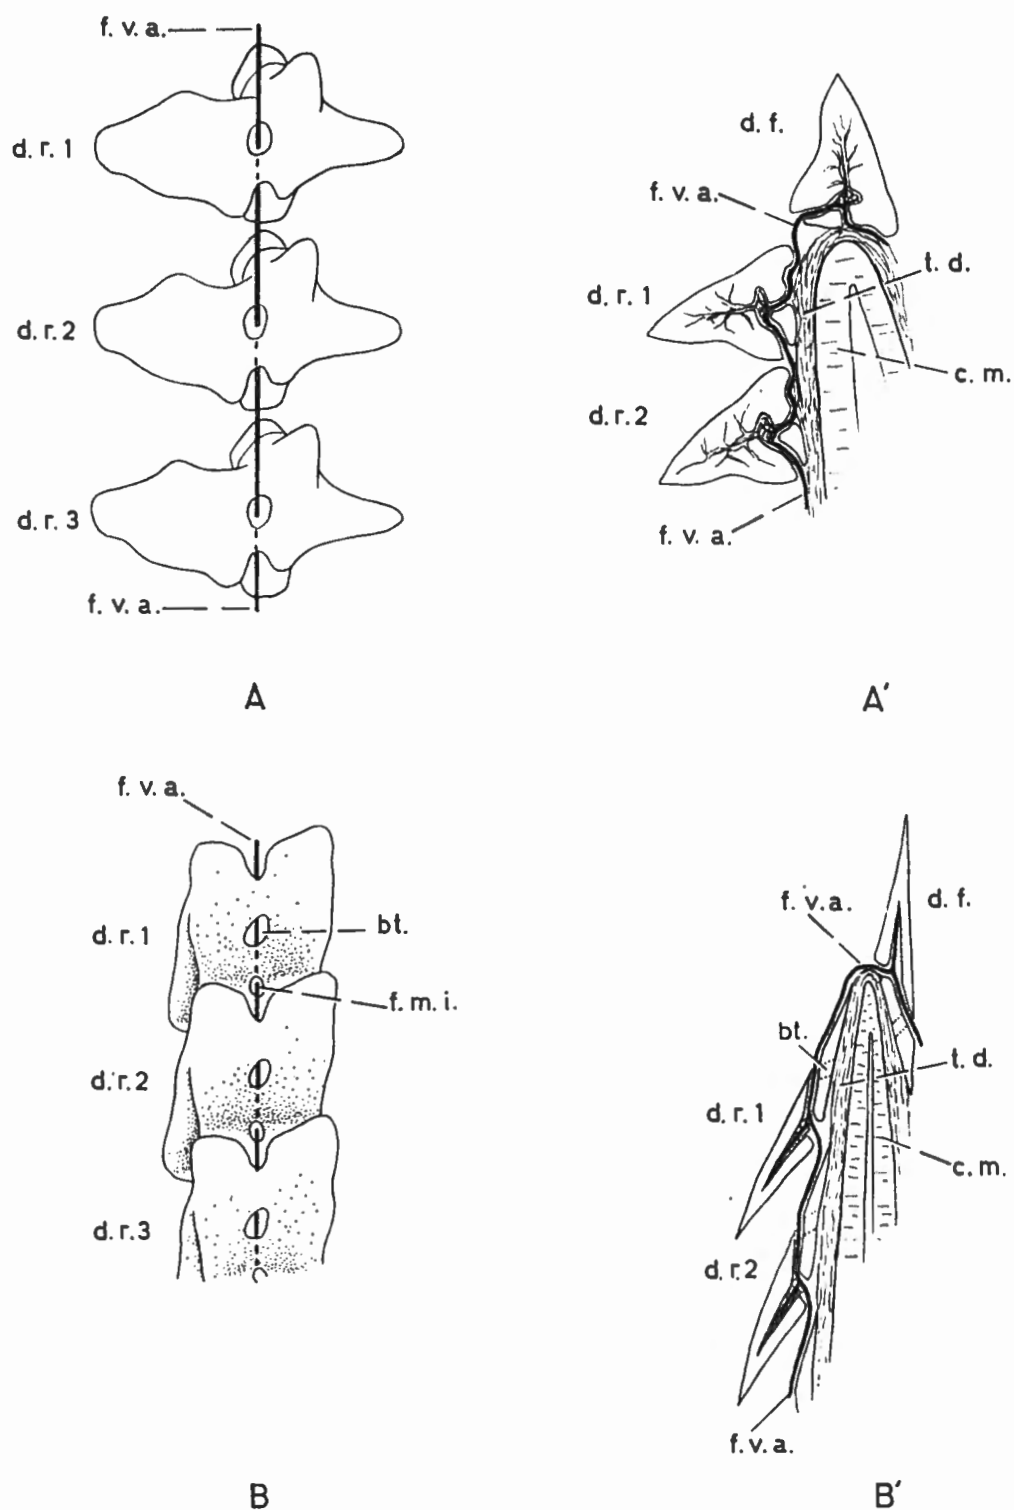 f. v. a.
d. r. 1
d. r. 2
d. r. 3
f. v. a.
A
d. f.
f. v. a.
t. d.
d. r. 1
c. m.
d. r. 2
f. v. a.
A′
f. v. a.
d. r. 1
bt.
f. m. i.
d. r. 2
d. r. 3
B
f. v. a.
d. f.
bt.
t. d.
d. r. 1
c. m.
d. r. 2
f. v. a.
B′